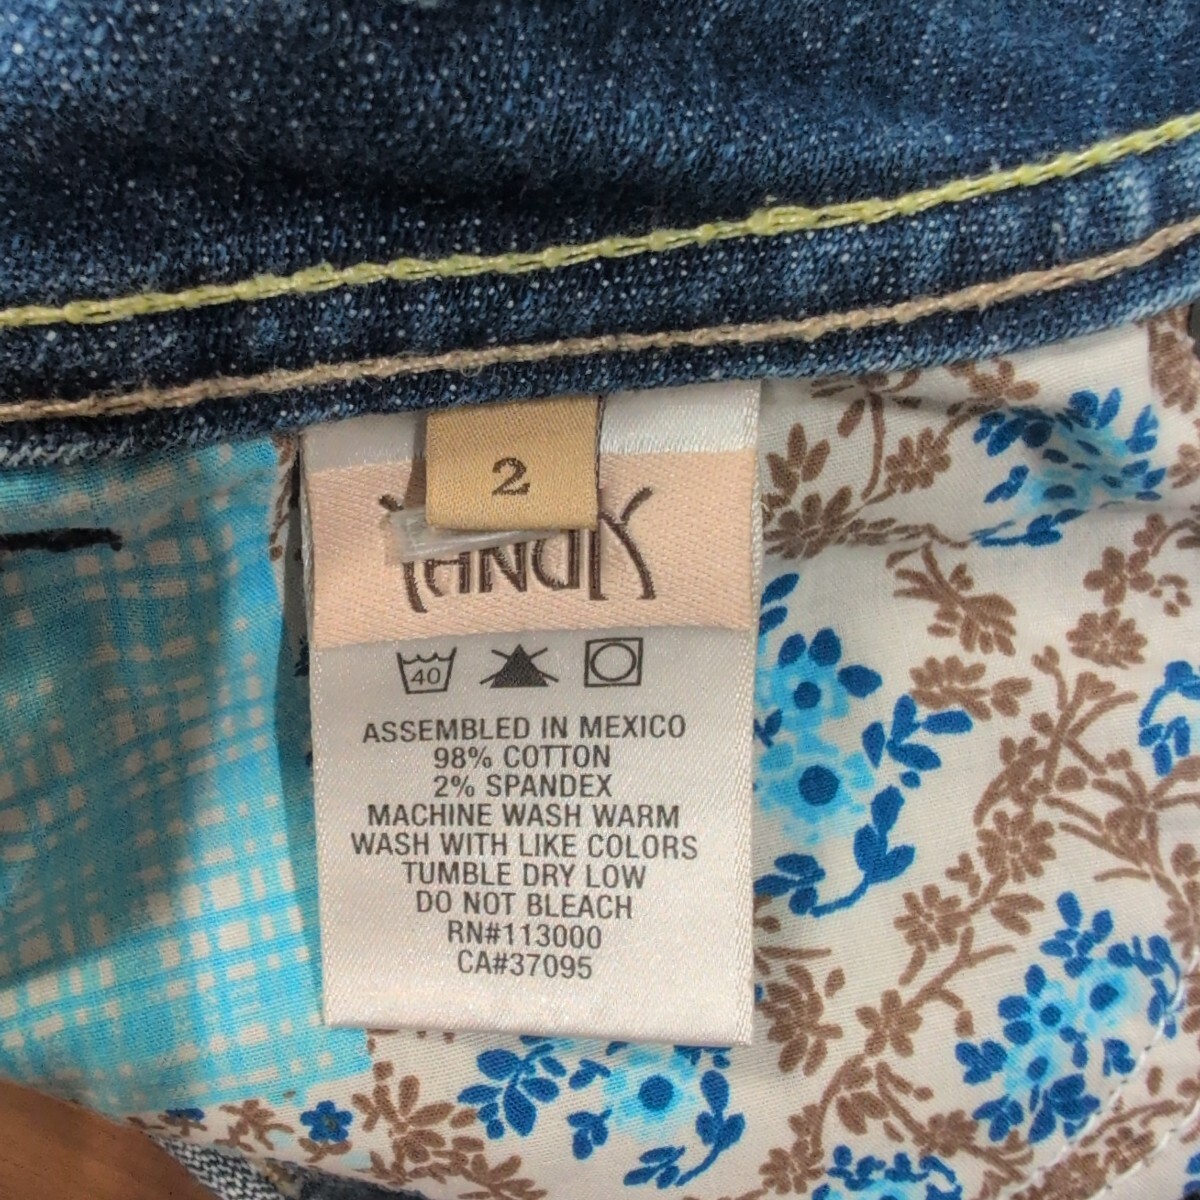 2
40
ASSEMBLED IN MEXICO
98% COTTON
2% SPANDEX
MACHINE WASH WARM
WASH WITH LIKE COLORS
TUMBLE DRY LOW
DO NOT BLEACH
RN#113000
CA#37095